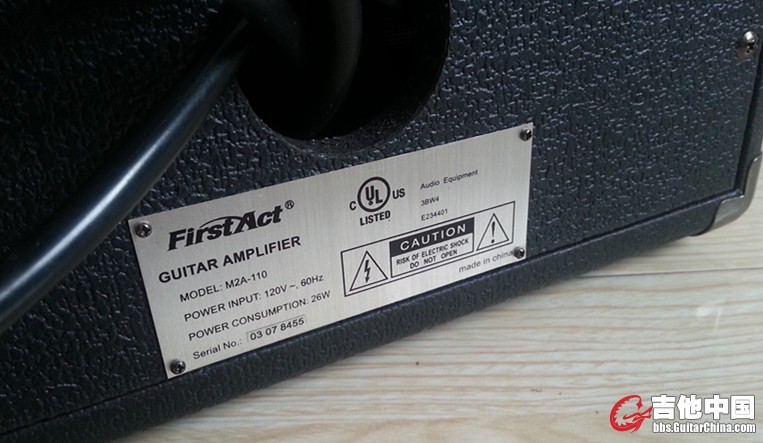 FirstAct®
GUITAR AMPLIFIER
MODEL: M2A-110
POWER INPUT: 120V~, 60Hz
POWER CONSUMPTION: 26W
Serial No.: 03 07 8455
C UL US
LISTED
Audio Equipment
3BW4
E234401
CAUTION
RISK OF ELECTRIC SHOCK
DO NOT OPEN
made in china
吉他中国
bbs.GuitarChina.com